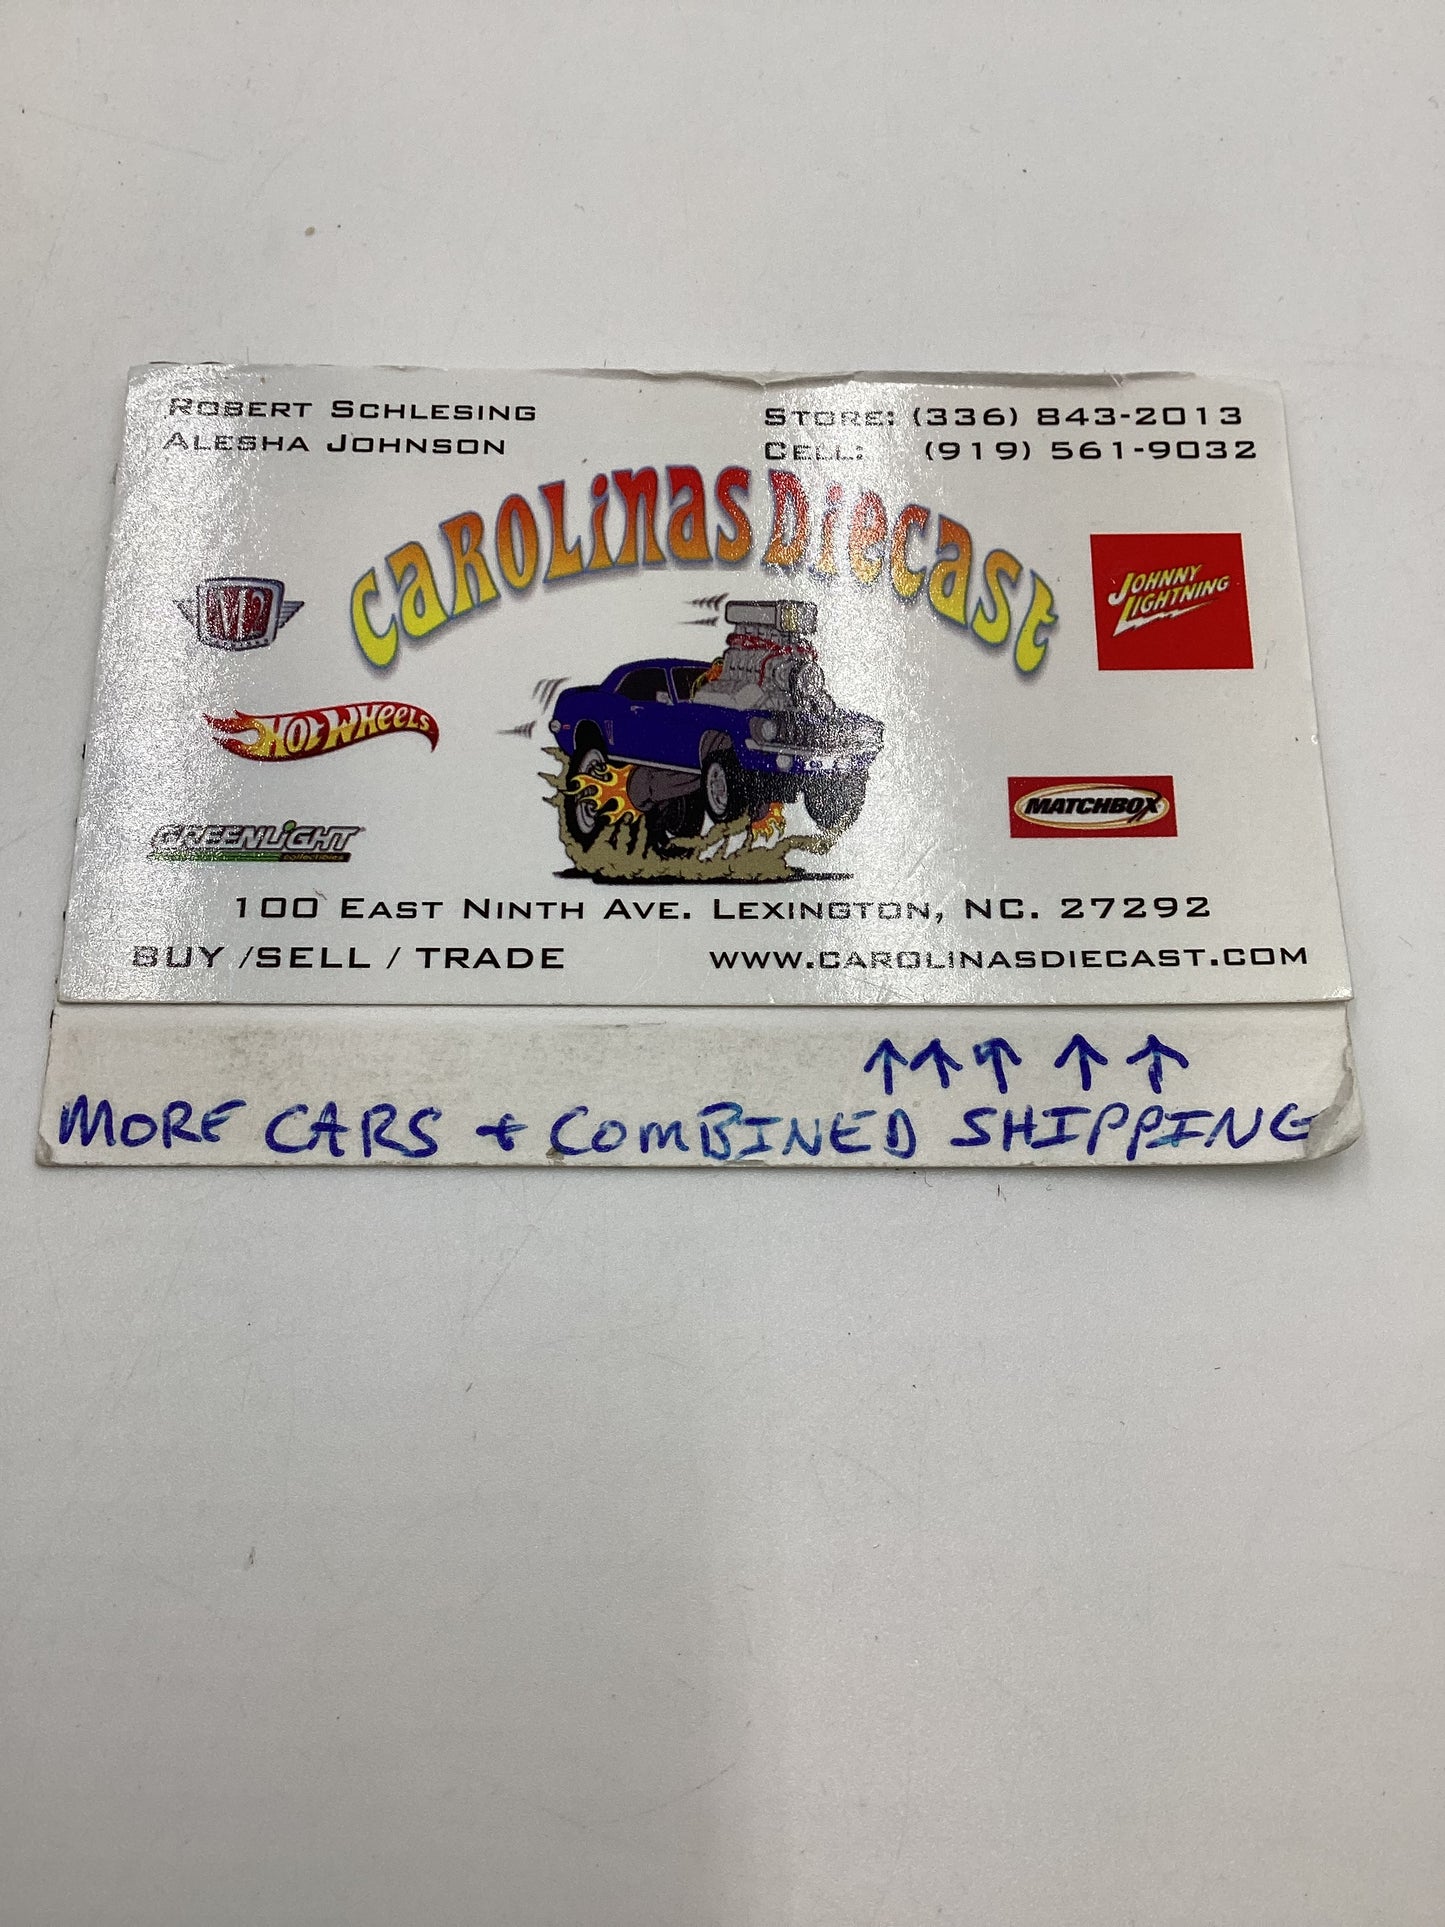 ROBERT SCHLESING
ALESHA JOHNSON
STORE: (336) 843-2013
CELL: (919) 561-9032
CAROLINAS DIECAST
M2
JOHNNY LIGHTNING
HOT WHEELS
MATCHBOX
GREENLIGHT
collectibles
100 EAST NINTH AVE. LEXINGTON, NC. 27292
BUY /SELL / TRADE
WWW.CAROLINASDIECAST.COM
↑↑↑↑↑
MORE CARS + COMBINED SHIPPING